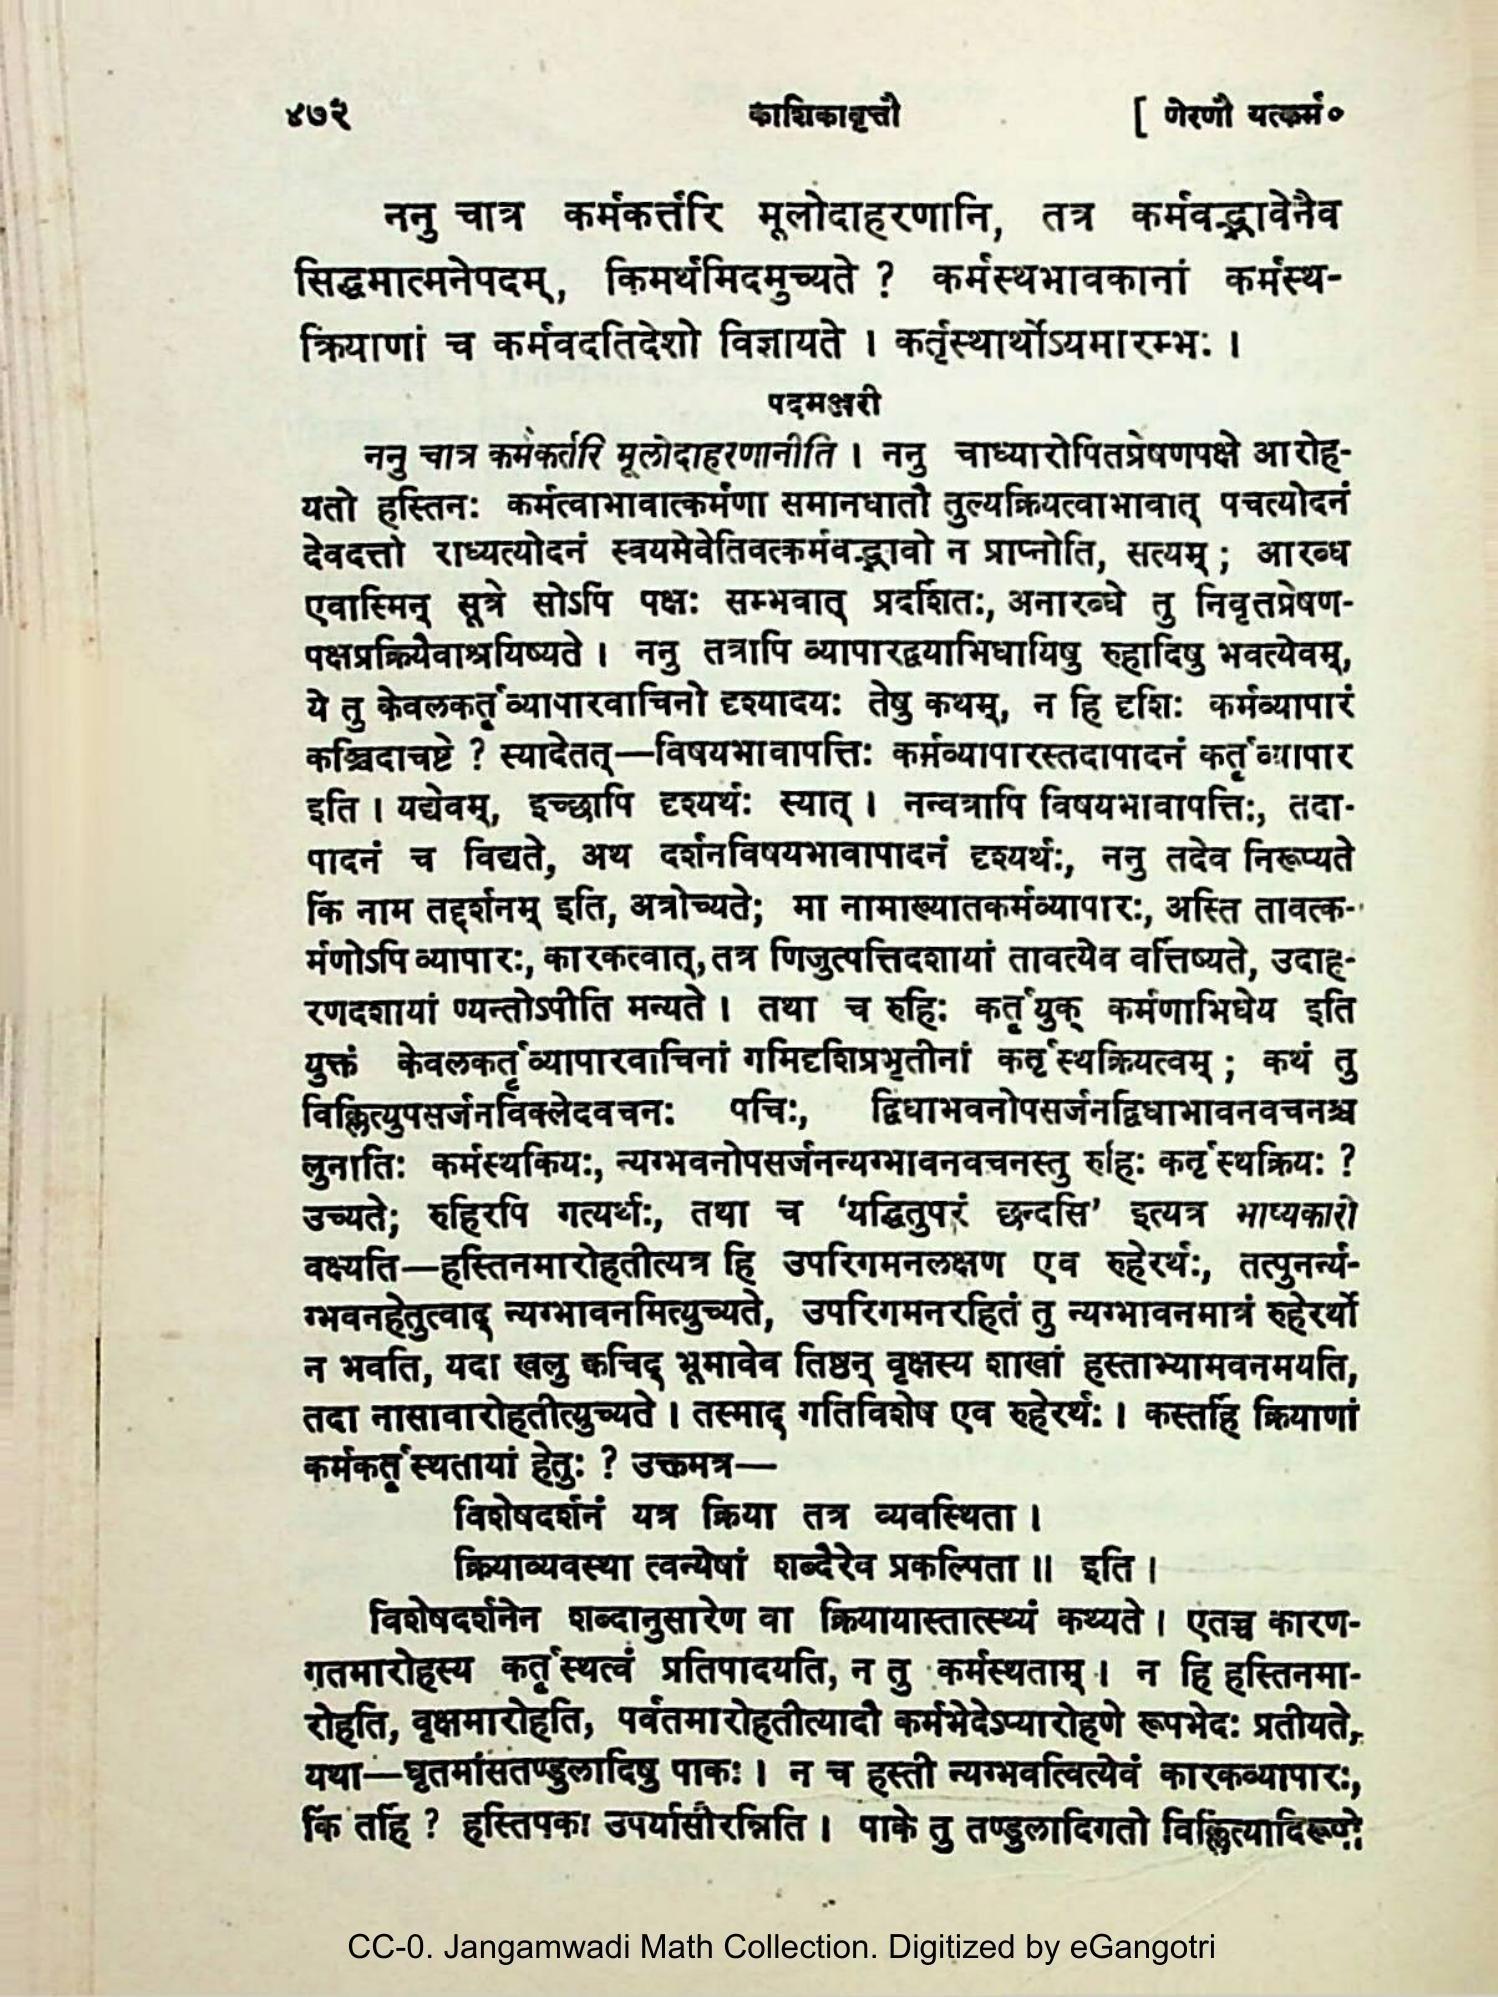 ४७२ काशिकावृत्तौ [ णेरणौ यत्कर्म०
ननु चात्र कर्मकर्त्तरि मूलोदाहरणानि, तत्र कर्मवद्भावेनैव
सिद्धमात्मनेपदम्, किमर्थमिदमुच्यते ? कर्मस्थभावकानां कर्मस्थ-
क्रियाणां च कर्मवदतिदेशो विज्ञायते । कर्तृस्थार्थोऽयमारम्भः ।
पदमञ्जरी
ननु चात्र कर्मकर्तरि मूलोदाहरणानीति । ननु चाध्यारोपितप्रेषणपक्षे आरोह-
यतो हस्तिनः कर्मत्वाभावात्कर्मणा समानधातौ तुल्यक्रियत्वाभावात् पचत्योदनं
देवदत्तो राध्यत्योदनं स्वयमेवेतिवत्कर्मवद्भावो न प्राप्नोति, सत्यम् ; आरब्ध
एवास्मिन् सूत्रे सोऽपि पक्षः सम्भवात् प्रदर्शितः, अनारब्धे तु निवृतप्रेषण-
पक्षप्रक्रियैवाश्रयिष्यते । ननु तत्रापि व्यापारद्वयाभिधायिषु रुहादिषु भवत्येवम्,
ये तु केवलकर्तृव्यापारवाचिनो दृश्यादयः तेषु कथम्, न हि दृशिः कर्मव्यापारं
कञ्चिदाचष्टे ? स्यादेतत्—विषयभावापत्तिः कर्मव्यापारस्तदापादनं कर्तृव्यापार
इति । यद्येवम्, इच्छापि दृश्यर्थः स्यात् । नन्वत्रापि विषयभावापत्तिः, तदा-
पादनं च विद्यते, अथ दर्शनविषयभावापादनं दृश्यर्थः, ननु तदेव निरूप्यते
किं नाम तद्दर्शनम् इति, अत्रोच्यते; मा नामाख्यातकर्मव्यापारः, अस्ति तावत्क-
र्मणोऽपि व्यापारः, कारकत्वात्, तत्र णिजुत्पत्तिदशायां तावत्येव वर्त्तिष्यते, उदाह-
रणदशायां ण्यन्तोऽपीति मन्यते । तथा च रुहिः कर्तृयुक् कर्मणाभिधेय इति
युक्तं केवलकर्तृव्यापारवाचिनां गमिदृशिप्रभृतीनां कर्तृस्थक्रियत्वम् ; कथं तु
विक्लित्युपसर्जनविक्लेदवचनः पचिः, द्विधाभवनोपसर्जनद्विधाभावनवचनश्च
लुनातिः कर्मस्थकियः, न्यग्भवनोपसर्जनन्यग्भावनवचनस्तु रुहिः कर्तृस्थक्रियः ?
उच्यते; रुहिरपि गत्यर्थः, तथा च ‘यद्धितुपरं छन्दसि’ इत्यत्र भाष्यकारो
वक्ष्यति—हस्तिनमारोहतीत्यत्र हि उपरिगमनलक्षण एव रुहेरर्थः, तत्पुनर्न्य-
ग्भवनहेतुत्वाद् न्यग्भावनमित्युच्यते, उपरिगमनरहितं तु न्यग्भावनमात्रं रुहेरर्थो
न भवति, यदा खलु क्वचिद् भूमावेव तिष्ठन् वृक्षस्य शाखां हस्ताभ्यामवनमयति,
तदा नासावारोहतीत्युच्यते । तस्माद् गतिविशेष एव रुहेरर्थः । कस्तर्हि क्रियाणां
कर्मकर्तृस्थतायां हेतुः ? उक्तमत्र—
विशेषदर्शनं यत्र क्रिया तत्र व्यवस्थिता ।
क्रियाव्यवस्था त्वन्येषां शब्दैरेव प्रकल्पिता ॥ इति ।
विशेषदर्शनेन शब्दानुसारेण वा क्रियायास्तात्स्थ्यं कथ्यते । एतच्च कारण-
गतमारोहस्य कर्तृस्थत्वं प्रतिपादयति, न तु कर्मस्थताम् । न हि हस्तिनमा-
रोहति, वृक्षमारोहति, पर्वतमारोहतीत्यादौ कर्मभेदेऽप्यारोहणे रूपभेदः प्रतीयते,
यथा—घृतमांसतण्डुलादिषु पाकः । न च हस्ती न्यग्भवत्वित्येवं कारकव्यापारः,
किं तर्हि ? हस्तिपका उपर्यासीरन्निति । पाके तु तण्डुलादिगतो विक्लित्यादिरूपो
CC-0. Jangamwadi Math Collection. Digitized by eGangotri